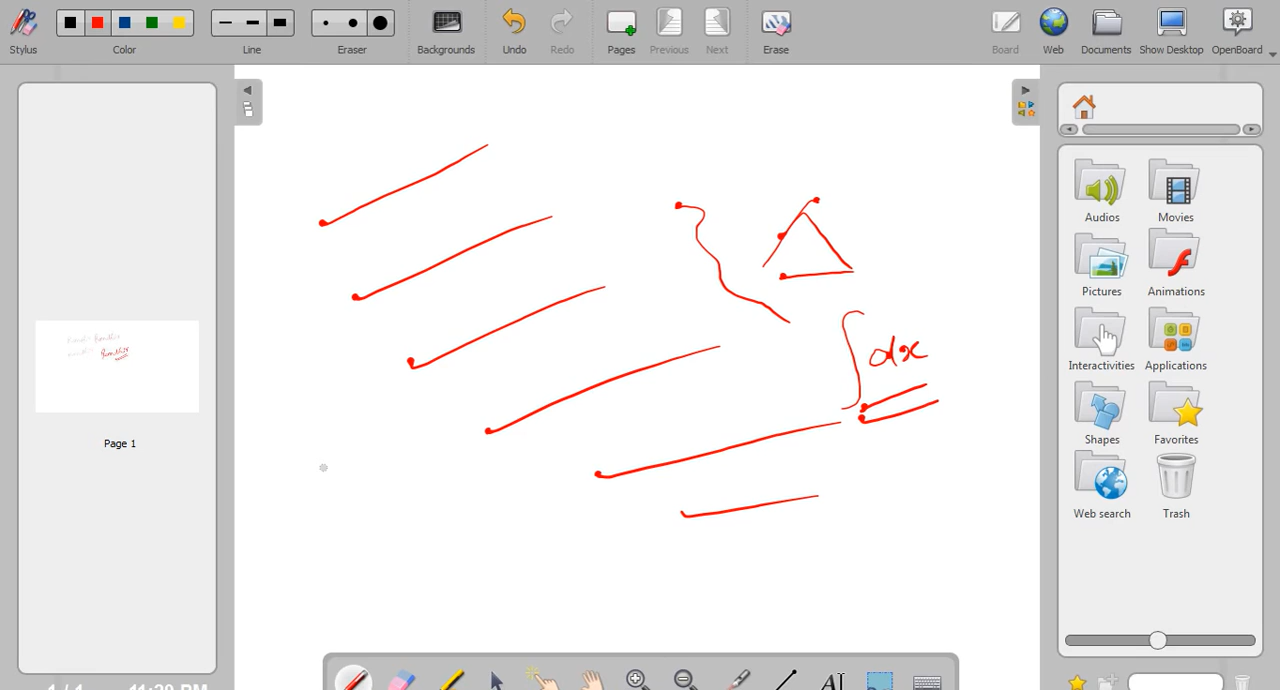 Stylus Color Line Eraser Backgrounds Undo Redo Pages Previous Next Erase Board Web Documents Show Desktop OpenBoard
Page 1
∫dx
Audios Movies
Pictures Animations
Interactivities Applications
Shapes Favorites
Web search Trash